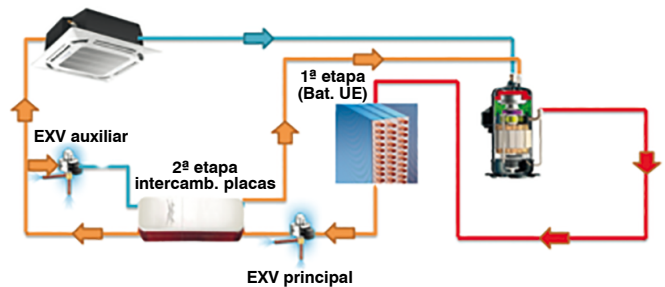 1ª etapa
(Bat. UE)
EXV auxiliar
2ª etapa
intercamb. placas
EXV principal